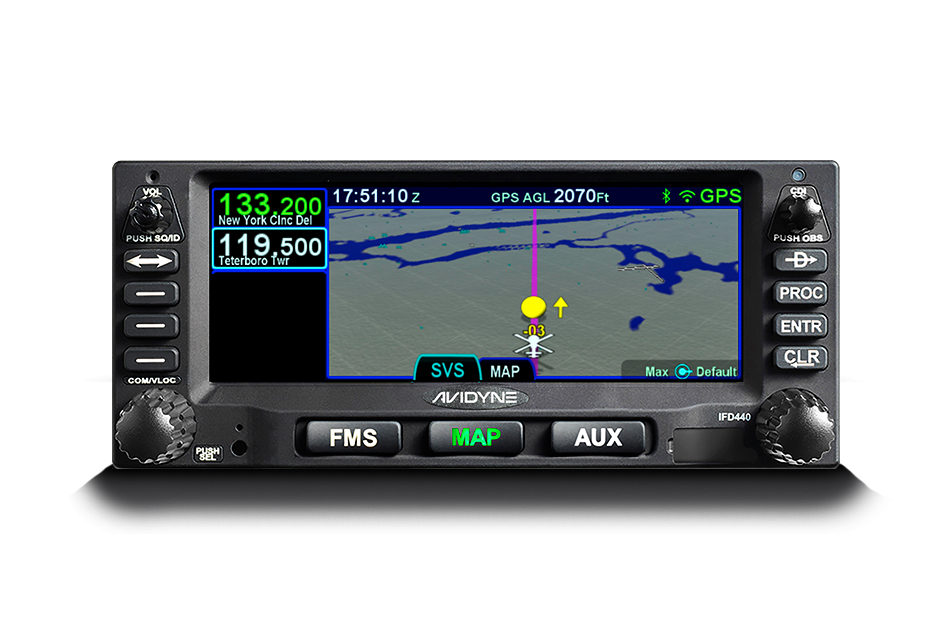 VOL
CDI
133.200
New York Clnc Del
17:51:10 Z
GPS AGL 2070Ft
GPS
PUSH SQ/ID
119.500
Teterboro Twr
PUSH OBS
D
PROC
ENTR
-03
CLR
SVS
MAP
Max
Default
COM/VLOC
AVIDYNE
IFD440
FMS
MAP
AUX
PUSH
SEL